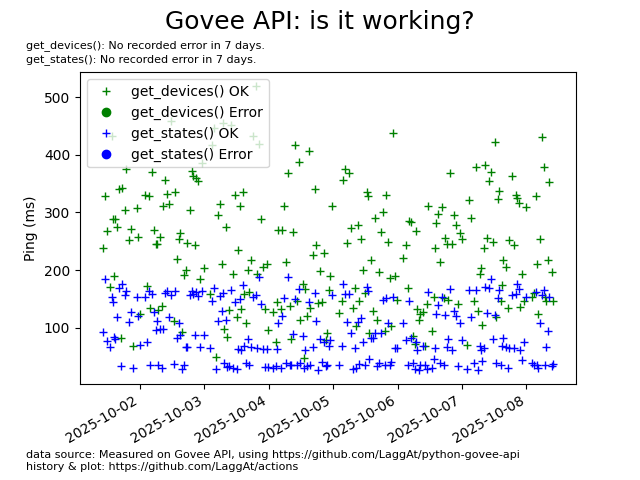 Govee API: is it working?
get_devices(): No recorded error in 7 days.
get_states(): No recorded error in 7 days.
get_devices() OK
get_devices() Error
get_states() OK
get_states() Error
Ping (ms)
500
400
300
200
100
2025-10-02
2025-10-03
2025-10-04
2025-10-05
2025-10-06
2025-10-07
2025-10-08
data source: Measured on Govee API, using https://github.com/LaggAt/python-govee-api
history & plot: https://github.com/LaggAt/actions